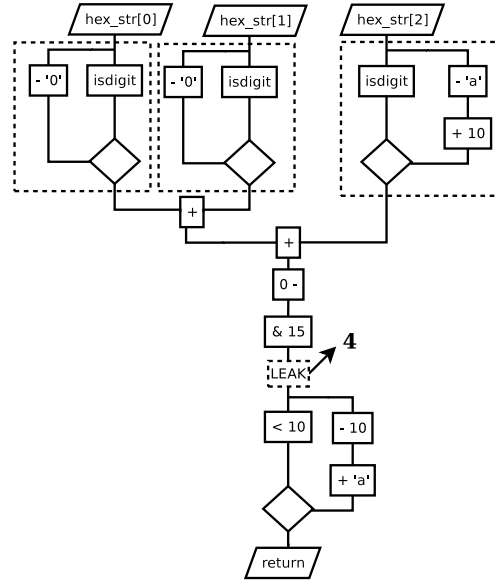 hex_str[0] hex_str[1] hex_str[2]
- '0' isdigit - '0' isdigit isdigit - 'a'
+ 10
+
+
0 -
& 15
4
LEAK
< 10 - 10
+ 'a'
return